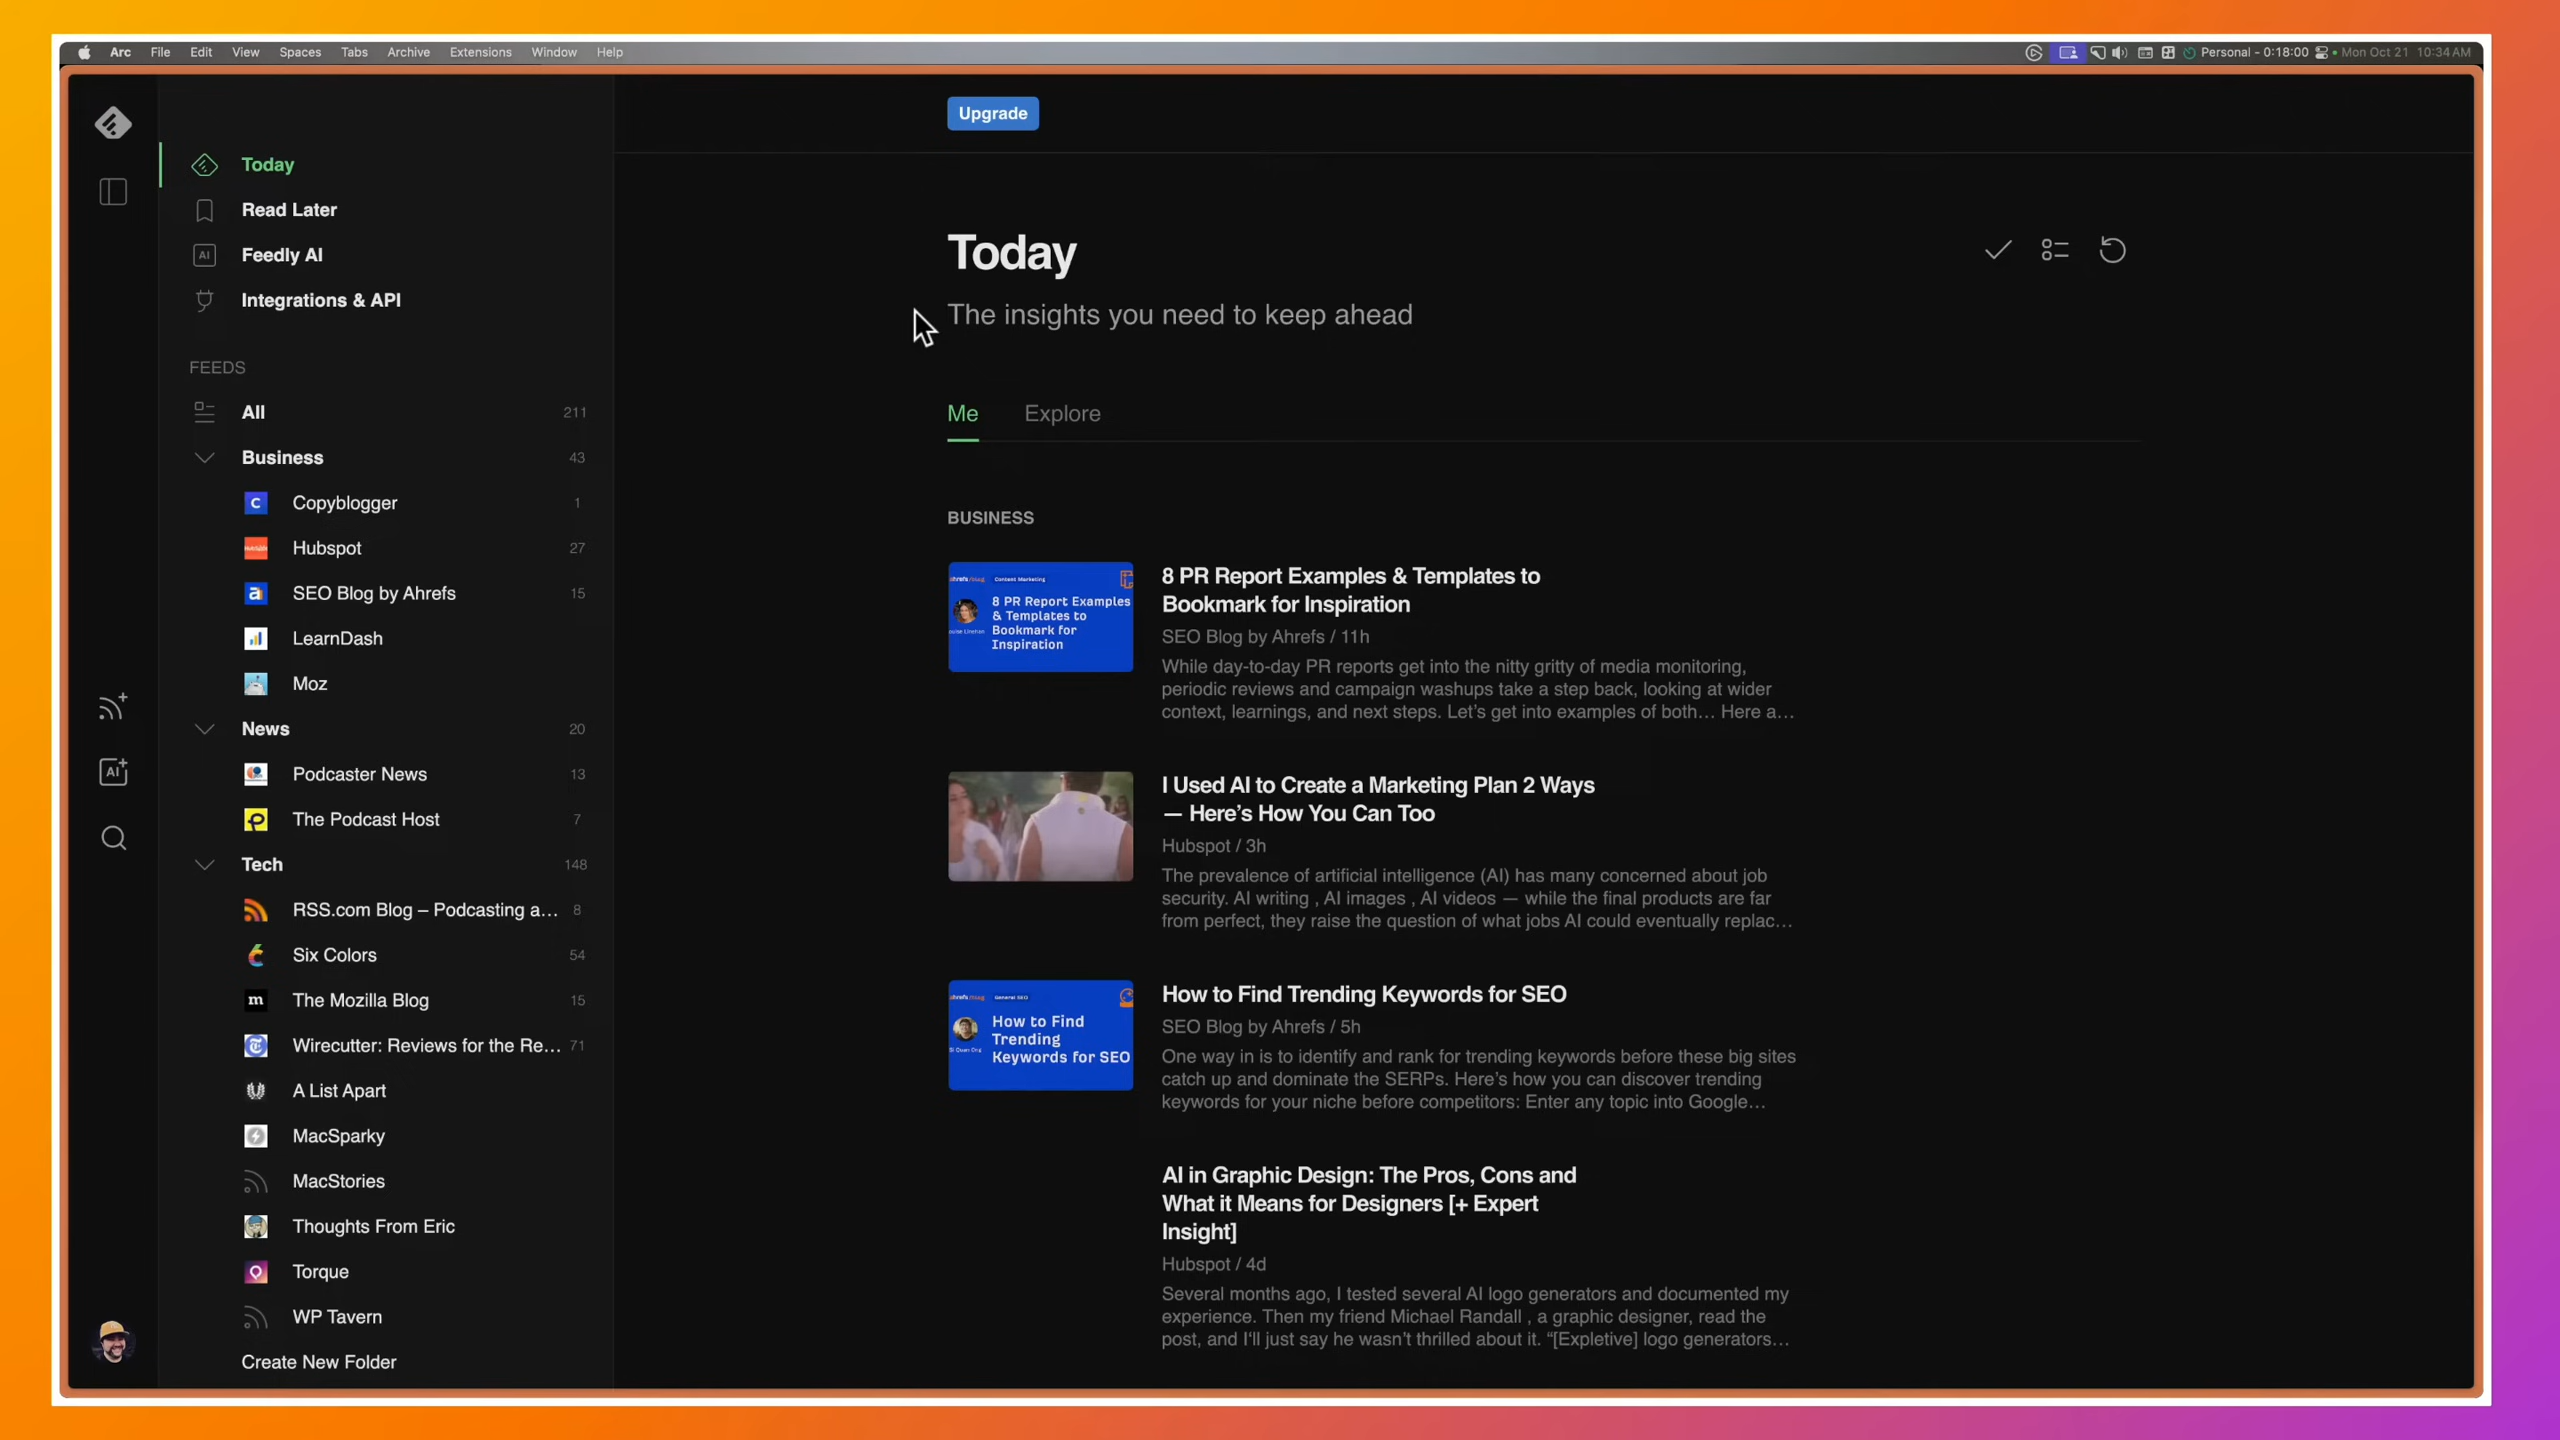 Arc File Edit View Spaces Tabs Archive Extensions Window Help
Personal - 0:18:00 Mon Oct 21 10:34 AM
Today
Read Later
AI Feedly AI
Integrations & API
FEEDS
All 211
Business 43
C Copyblogger 1
Hubspot 27
a SEO Blog by Ahrefs 15
LearnDash
Moz
News 20
Podcaster News 13
The Podcast Host 7
Tech 148
RSS.com Blog – Podcasting a… 8
Six Colors 54
m The Mozilla Blog 15
Wirecutter: Reviews for the Re… 71
A List Apart
MacSparky
MacStories
Thoughts From Eric
Torque
WP Tavern
Create New Folder
AI
Upgrade
Today
The insights you need to keep ahead
Me Explore
BUSINESS
ahrefs/blog Content Marketing
8 PR Report Examples
& Templates to
Bookmark for
Inspiration
8 PR Report Examples & Templates to
Bookmark for Inspiration
SEO Blog by Ahrefs / 11h
While day-to-day PR reports get into the nitty gritty of media monitoring,
periodic reviews and campaign washups take a step back, looking at wider
context, learnings, and next steps. Let’s get into examples of both… Here a…
I Used AI to Create a Marketing Plan 2 Ways
— Here’s How You Can Too
Hubspot / 3h
The prevalence of artificial intelligence (AI) has many concerned about job
security. AI writing , AI images , AI videos — while the final products are far
from perfect, they raise the question of what jobs AI could eventually replac…
ahrefs/blog General SEO
How to Find
Trending
Keywords for SEO
How to Find Trending Keywords for SEO
SEO Blog by Ahrefs / 5h
One way in is to identify and rank for trending keywords before these big sites
catch up and dominate the SERPs. Here’s how you can discover trending
keywords for your niche before competitors: Enter any topic into Google…
AI in Graphic Design: The Pros, Cons and
What it Means for Designers [+ Expert
Insight]
Hubspot / 4d
Several months ago, I tested several AI logo generators and documented my
experience. Then my friend Michael Randall , a graphic designer, read the
post, and I'll just say he wasn't thrilled about it. “[Expletive] logo generators…